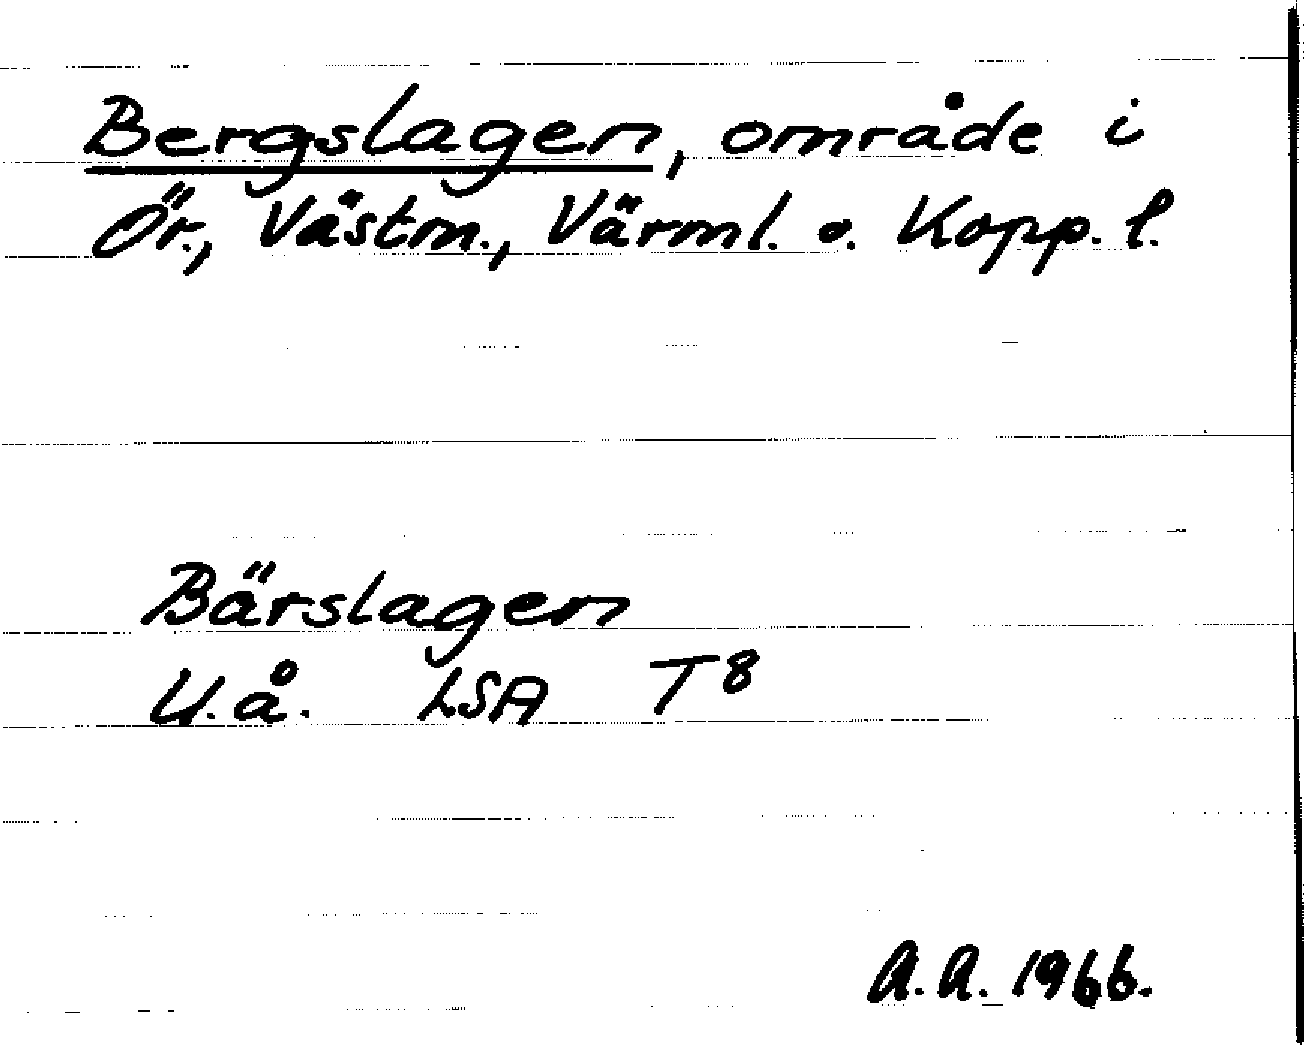 Bergslagen, område i
Ör., Västm., Värml. o. Kopp. l.
Bärslagen
U.å. LSA T8
A.A. 1966.